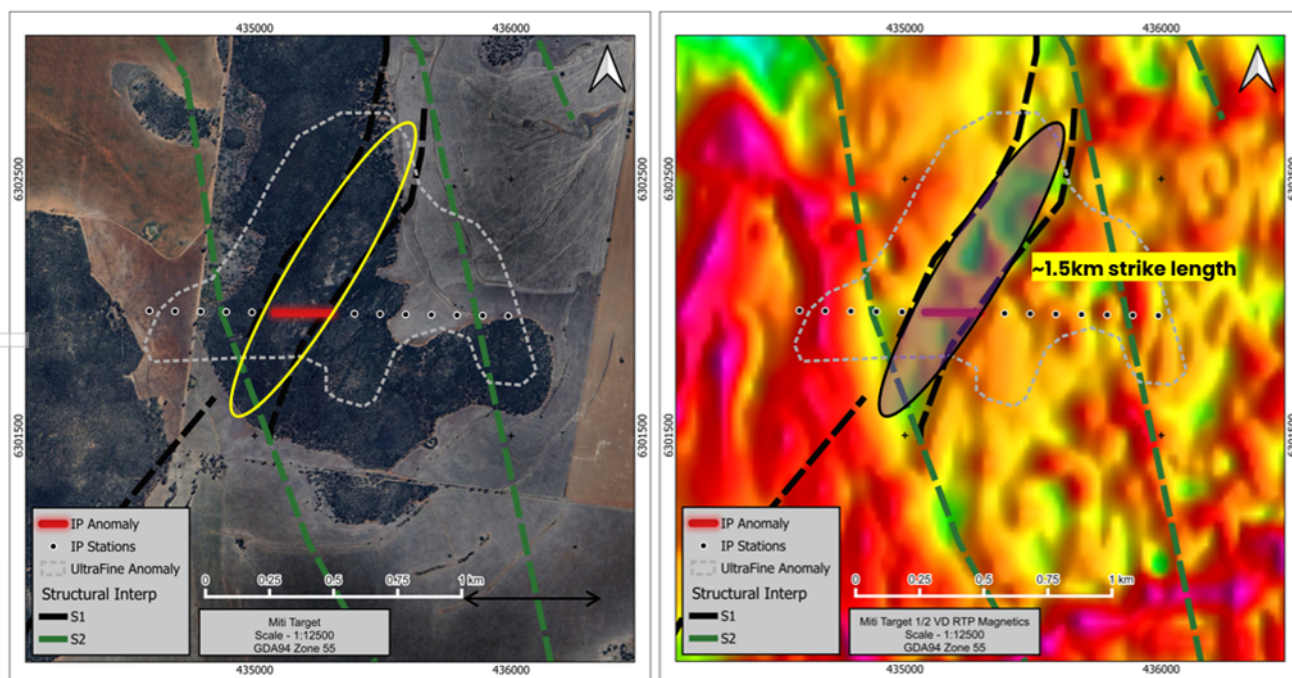 435000
436000
6302500
6302500
6301500
6301500
IP Anomaly
IP Stations
UltraFine Anomaly
Structural Interp
S1
S2
0 0.25 0.5 0.75 1 km
Miti Target
Scale - 1:12500
GDA94 Zone 55
435000
436000
435000
436000
6302500
6302500
~1.5km strike length
6301500
6301500
IP Anomaly
IP Stations
UltraFine Anomaly
Structural Interp
S1
S2
0 0.25 0.5 0.75 1 km
Miti Target 1/2 VD RTP Magnetics
Scale - 1:12500
GDA94 Zone 55
435000
436000